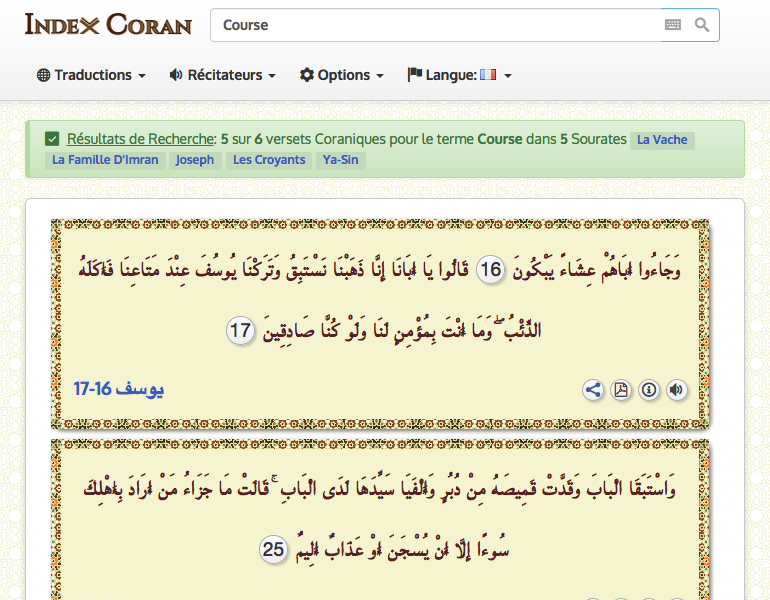 Index Coran
Course
Traductions
Récitateurs
Options
Langue:
Résultats de Recherche: 5 sur 6 versets Coraniques pour le terme Course dans 5 Sourates La Vache
La Famille D'Imran Joseph Les Croyants Ya-Sin
وَجَاءُوا أَبَاهُمْ عِشَاءً يَبْكُونَ 16 قَالُوا يَا أَبَانَا إِنَّا ذَهَبْنَا نَسْتَبِقُ وَتَرَكْنَا يُوسُفَ عِنْدَ مَتَاعِنَا فَأَكَلَهُ
الذِّئْبُ ۖ وَمَا أَنْتَ بِمُؤْمِنٍ لَنَا وَلَوْ كُنَّا صَادِقِينَ 17
يوسف 16-17
وَاسْتَبَقَا الْبَابَ وَقَدَّتْ قَمِيصَهُ مِنْ دُبُرٍ وَأَلْفَيَا سَيِّدَهَا لَدَى الْبَابِ ۚ قَالَتْ مَا جَزَاءُ مَنْ أَرَادَ بِأَهْلِكَ
سُوءًا إِلَّا أَنْ يُسْجَنَ أَوْ عَذَابٌ أَلِيمٌ 25